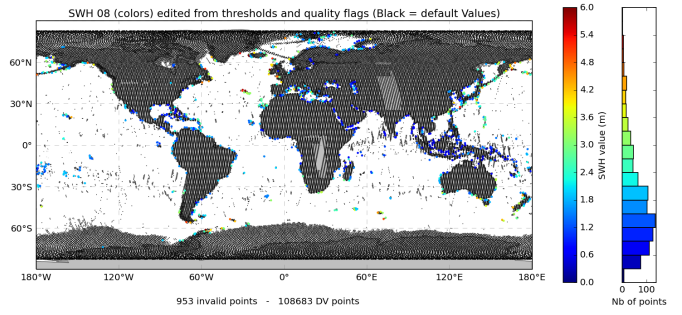 SWH 08 (colors) edited from thresholds and quality flags (Black = default Values)
60°N
30°N
0°
30°S
60°S
180°W 120°W 60°W 0° 60°E 120°E 180°E
953 invalid points - 108683 DV points
6.0
5.4
4.8
4.2
3.6
3.0
2.4
1.8
1.2
0.6
0.0
SWH value (m)
0 100
Nb of points